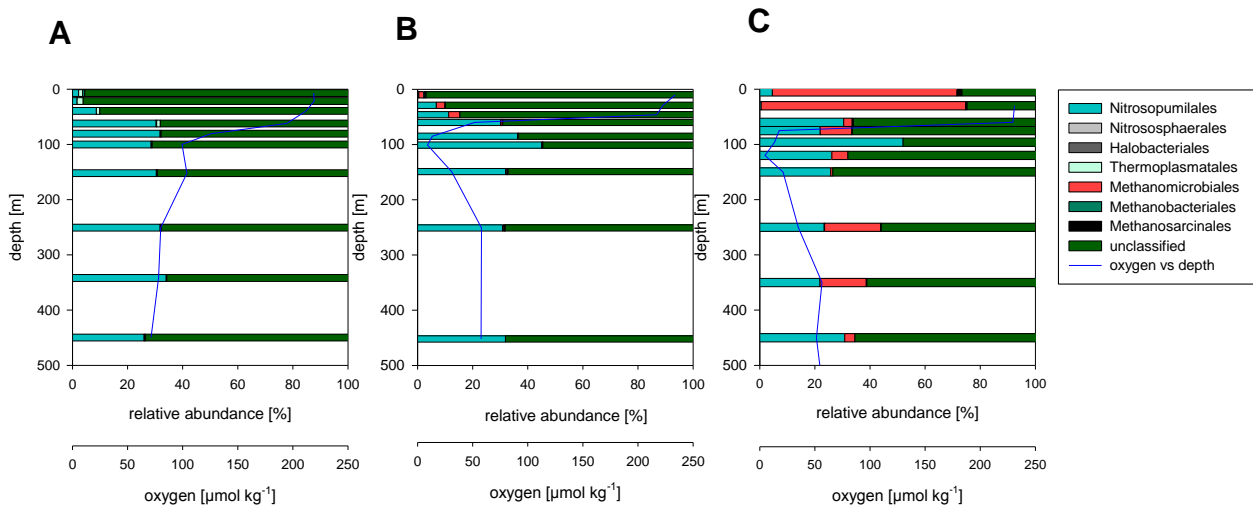 A
B
C
0
100
200
300
400
500
depth [m]
0 20 40 60 80 100
relative abundance [%]
0 50 100 150 200 250
oxygen [µmol kg⁻¹]
0
100
200
300
400
500
depth [m]
0 20 40 60 80 100
relative abundance [%]
0 50 100 150 200 250
oxygen [µmol kg⁻¹]
0
100
200
300
400
500
depth [m]
0 20 40 60 80 100
relative abundance [%]
0 50 100 150 200 250
oxygen [µmol kg⁻¹]
Nitrosopumilales
Nitrososphaerales
Halobacteriales
Thermoplasmatales
Methanomicrobiales
Methanobacteriales
Methanosarcinales
unclassified
oxygen vs depth